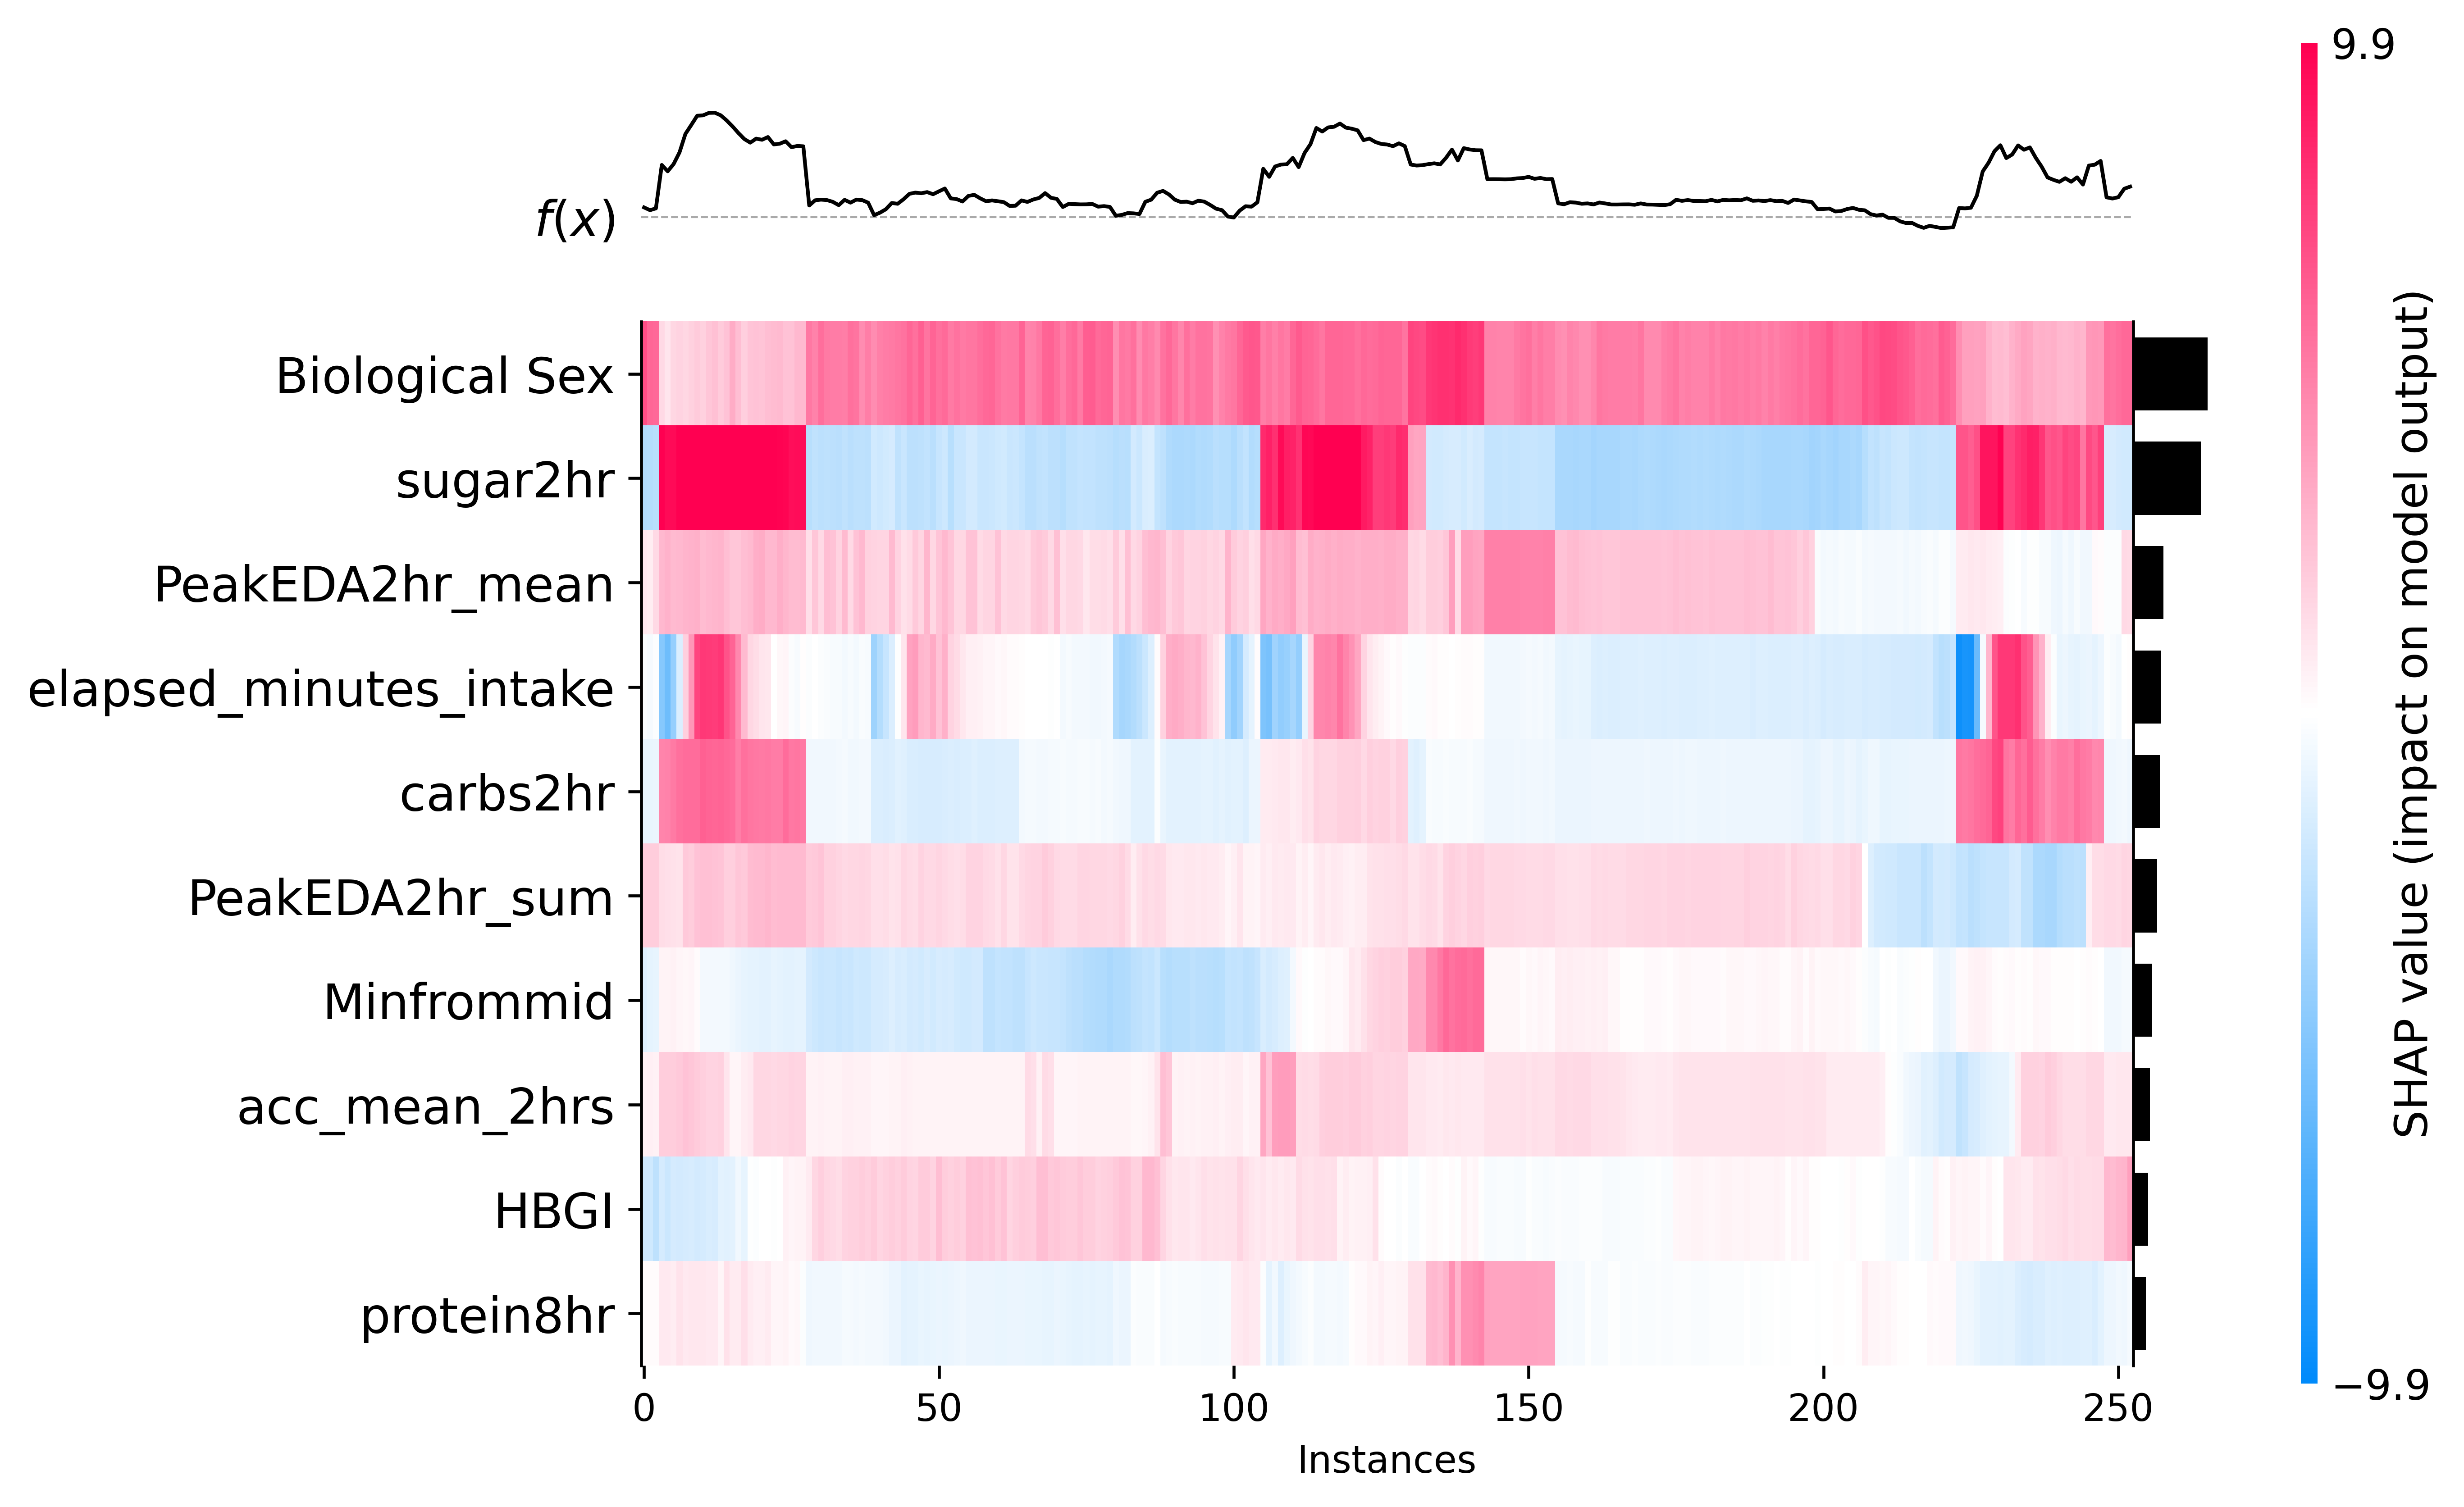 9.9
f(x)
Biological Sex
sugar2hr
PeakEDA2hr_mean
elapsed_minutes_intake
carbs2hr
PeakEDA2hr_sum
Minfrommid
acc_mean_2hrs
HBGI
protein8hr
0 50 100 150 200 250
Instances
SHAP value (impact on model output)
−9.9